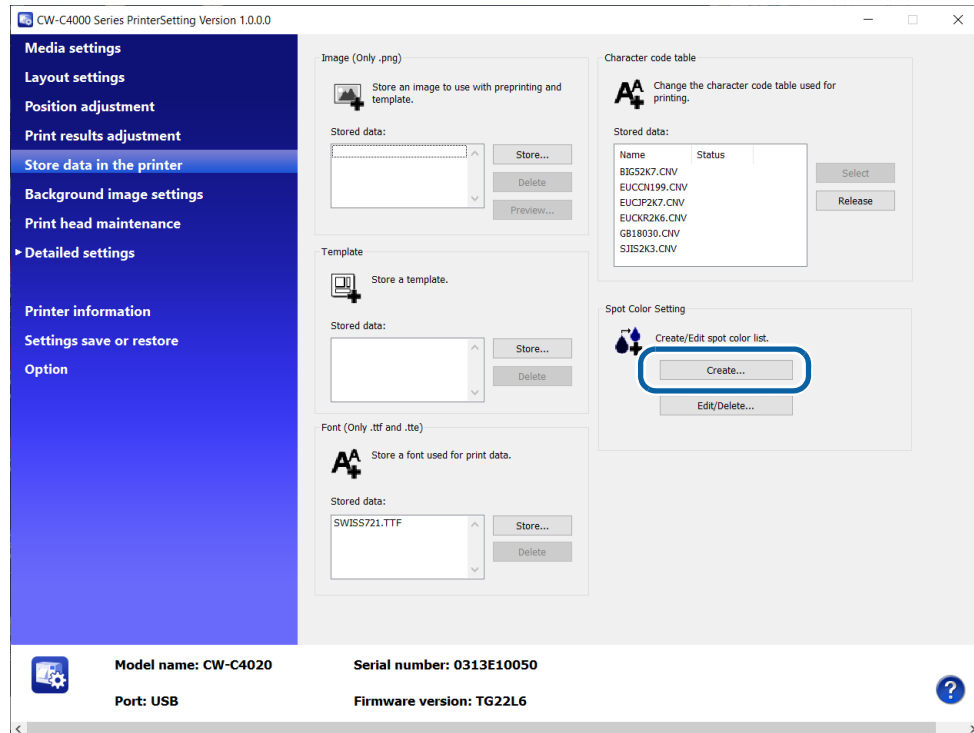 CW-C4000 Series PrinterSetting Version 1.0.0.0
Media settings
Layout settings
Position adjustment
Print results adjustment
Store data in the printer
Background image settings
Print head maintenance
Detailed settings
Printer information
Settings save or restore
Option
Image (Only .png)
Store an image to use with preprinting and
template.
Stored data:
Store...
Delete
Preview...
Template
Store a template.
Stored data:
Store...
Delete
Font (Only .ttf and .tte)
Store a font used for print data.
Stored data:
SWISS721.TTF
Store...
Delete
Character code table
Change the character code table used for
printing.
Stored data:
Name Status
BIG52K7.CNV
EUCCN199.CNV
EUCJP2K7.CNV
EUCKR2K6.CNV
GB18030.CNV
SJIS2K3.CNV
Select
Release
Spot Color Setting
Create/Edit spot color list.
Create...
Edit/Delete...
Model name: CW-C4020
Serial number: 0313E10050
Port: USB
Firmware version: TG22L6
?